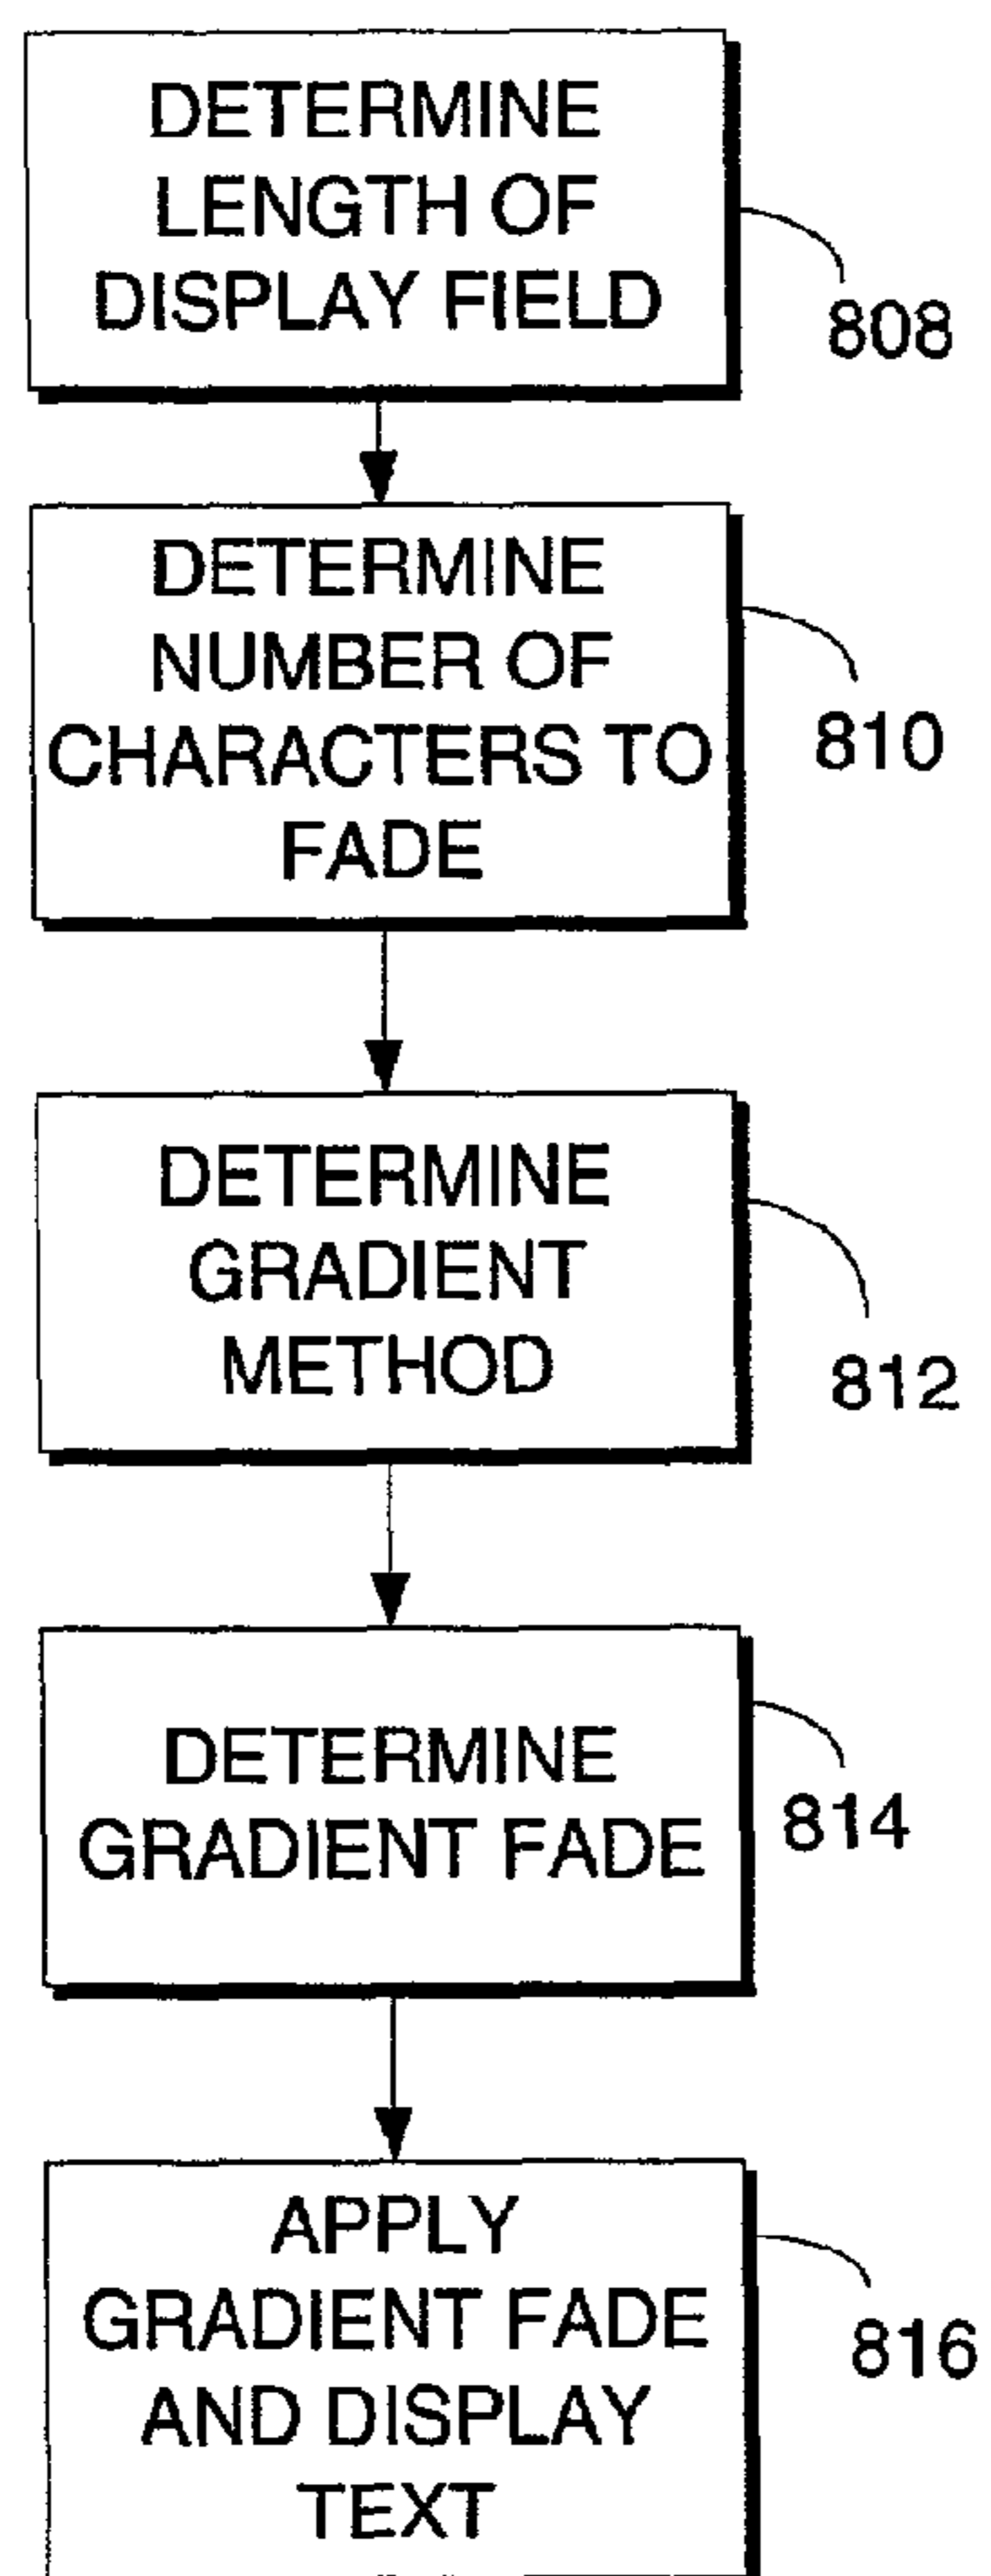 DETERMINE
LENGTH OF
DISPLAY FIELD
808
DETERMINE
NUMBER OF
CHARACTERS TO
FADE
810
DETERMINE
GRADIENT
METHOD
812
DETERMINE
GRADIENT FADE
814
APPLY
GRADIENT FADE
AND DISPLAY
TEXT
816